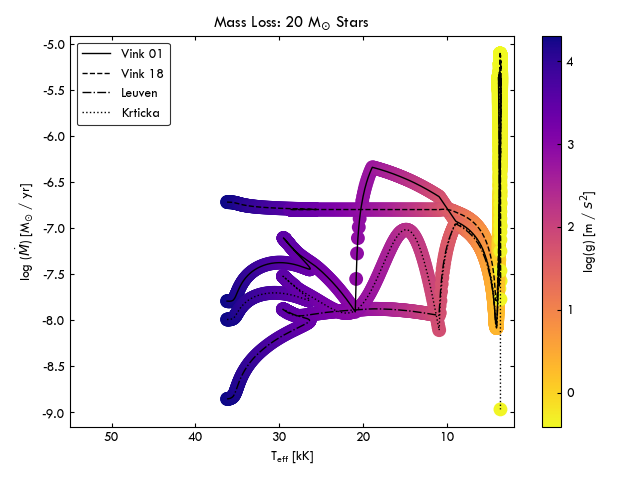 Mass Loss: 20 M⊙ Stars
-5.0
-5.5
-6.0
-6.5
-7.0
-7.5
-8.0
-8.5
-9.0
log (Ṁ) [M⊙ / yr]
Vink 01
Vink 18
Leuven
Krticka
50
40
30
20
10
T_eff [kK]
4
3
2
1
0
log(g) [m / s²]